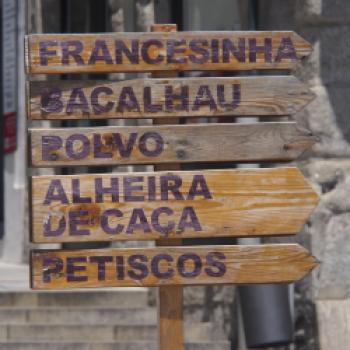 FRANCESINHA
BACALHAU
POLVO
ALHEIRA
DE CAÇA
PETISCOS